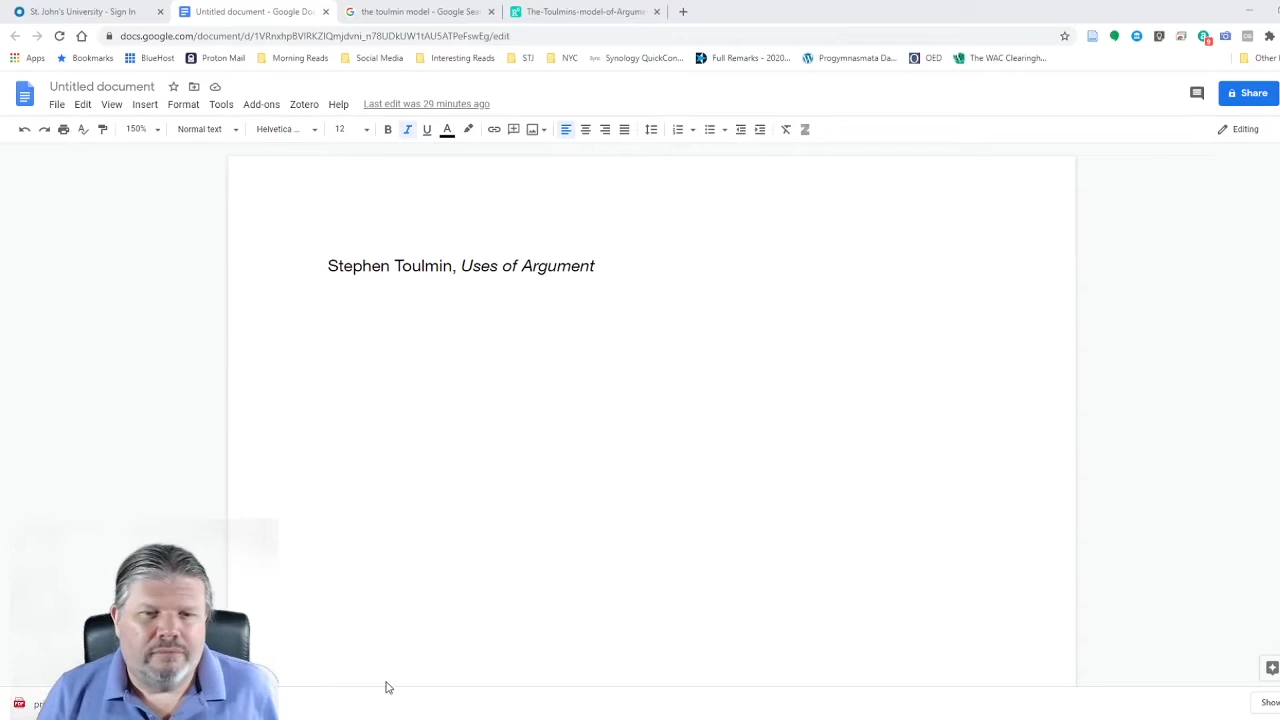 St. John's University - Sign In
Untitled document - Google Do
the toulmin model - Google Sea
The-Toulmins-model-of-Argume
docs.google.com/document/d/1VRnxhpBVlRKZlQmjdvni_n78UDkUW1tAU5ATPeFswEg/edit
Apps Bookmarks BlueHost Proton Mail Morning Reads Social Media Interesting Reads STJ NYC Synology QuickCon... Full Remarks - 2020... Progymnasmata Da... OED The WAC Clearingh... Other
Untitled document
File Edit View Insert Format Tools Add-ons Zotero Help Last edit was 29 minutes ago
Share
150% Normal text Helvetica ... 12 B I U A Z Editing
Stephen Toulmin, Uses of Argument
PDF
Show